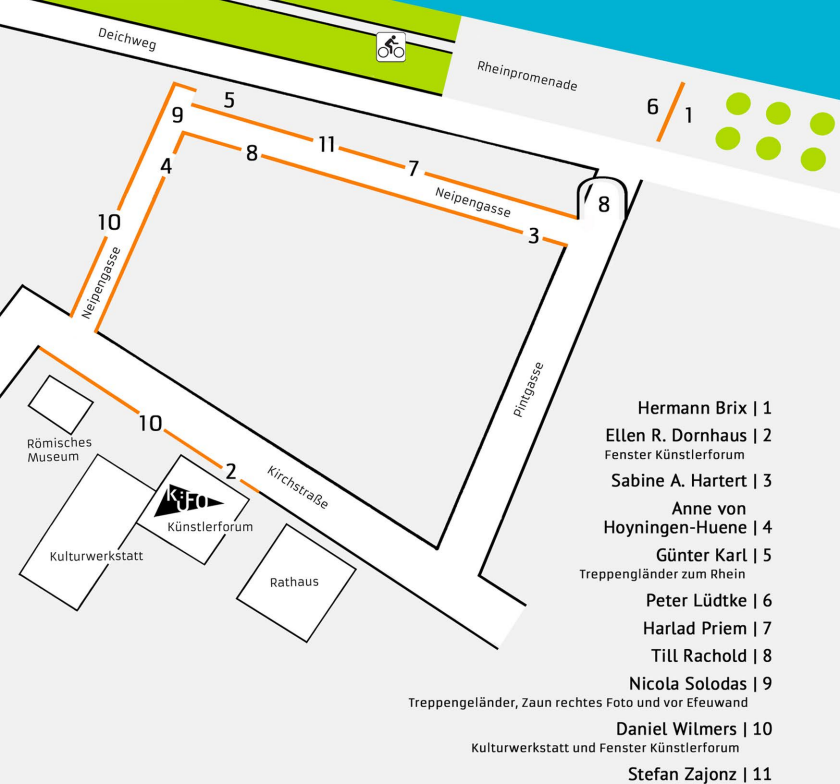 Deichweg
Rheinpromenade
6
1
5
9
11
8
7
4
Neipengasse
8
3
10
Neipengasse
Pintgasse
10
2
Kirchstraße
Römisches
Museum
KÜFO
Künstlerforum
Kulturwerkstatt
Rathaus
Hermann Brix | 1
Ellen R. Dornhaus | 2
Fenster Künstlerforum
Sabine A. Hartert | 3
Anne von
Hoyningen-Huene | 4
Günter Karl | 5
Treppengländer zum Rhein
Peter Lüdtke | 6
Harlad Priem | 7
Till Rachold | 8
Nicola Solodas | 9
Treppengeländer, Zaun rechtes Foto und vor Efeuwand
Daniel Wilmers | 10
Kulturwerkstatt und Fenster Künstlerforum
Stefan Zajonz | 11